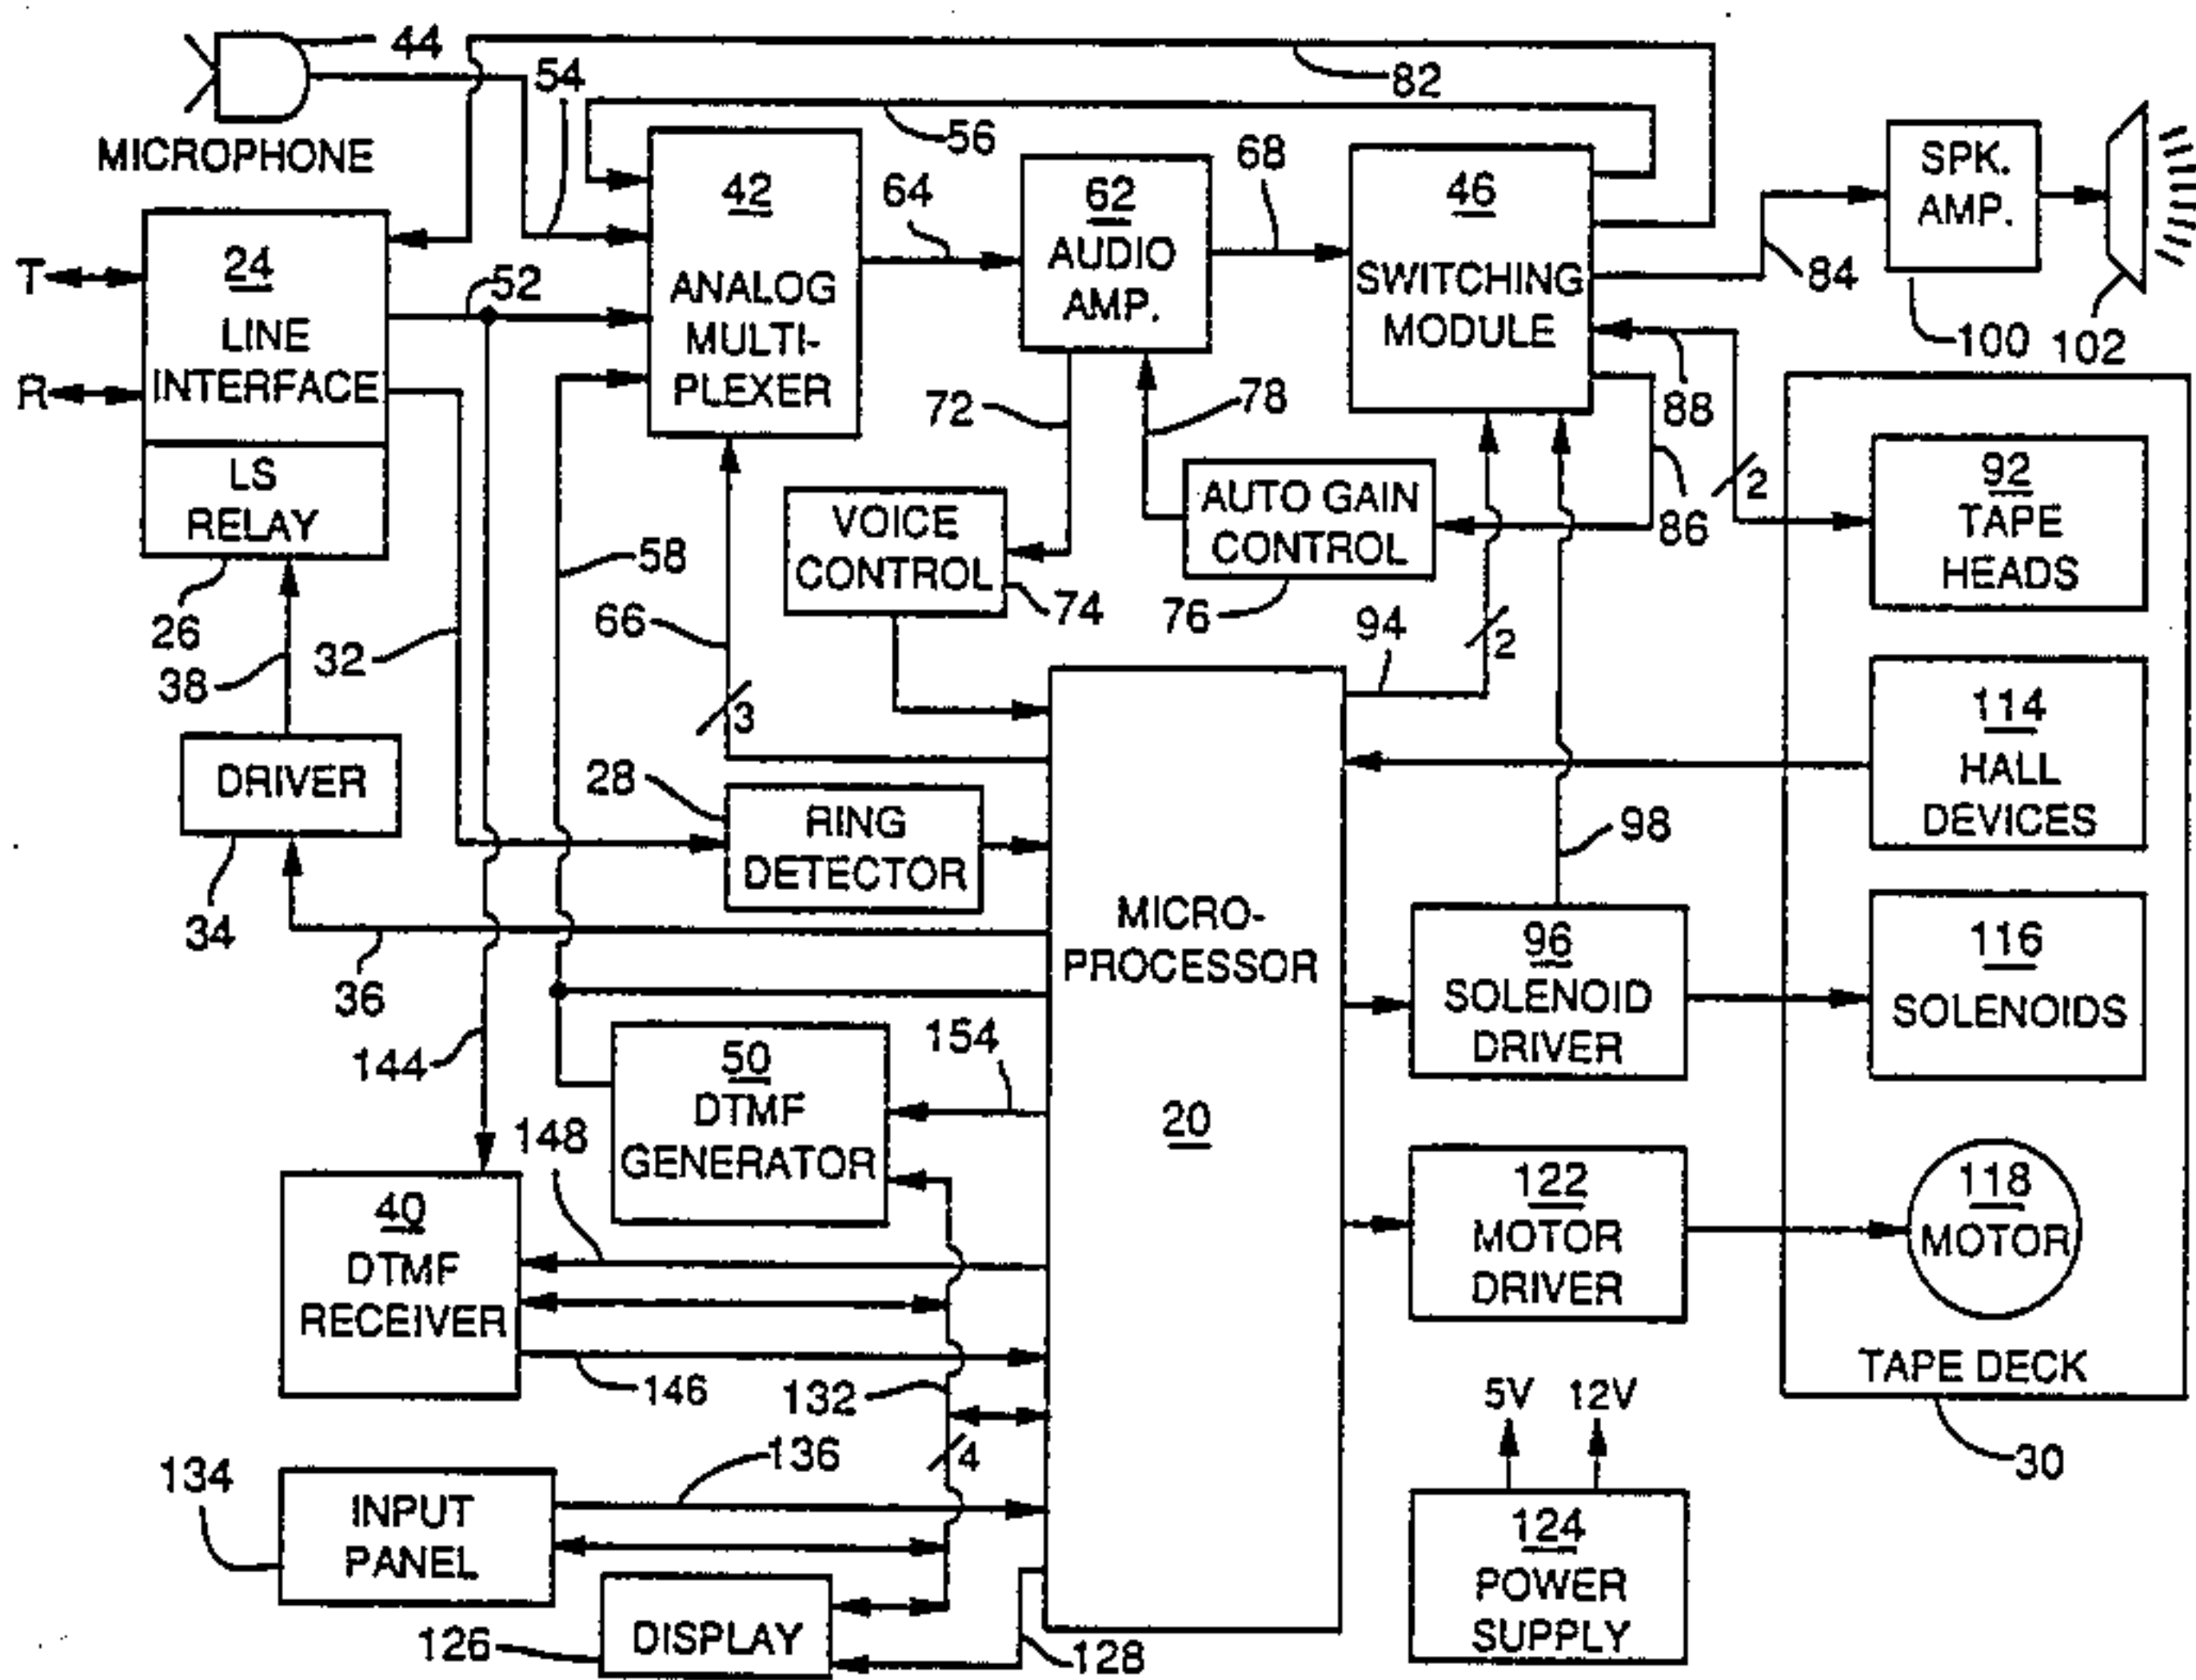 44
MICROPHONE
54
82
56
T
R
24
LINE
INTERFACE
LS
RELAY
26
52
42
ANALOG
MULTI-
PLEXER
64
62
AUDIO
AMP.
68
46
SWITCHING
MODULE
SPK.
AMP.
84
100
102
88
2
86
72
78
VOICE
CONTROL
74
AUTO GAIN
CONTROL
76
94
2
92
TAPE
HEADS
38
32
58
66
3
DRIVER
34
36
28
RING
DETECTOR
MICRO-
PROCESSOR
20
98
114
HALL
DEVICES
96
SOLENOID
DRIVER
116
SOLENOIDS
144
50
DTMF
GENERATOR
154
148
40
DTMF
RECEIVER
146
132
4
122
MOTOR
DRIVER
118
MOTOR
TAPE DECK
30
134
INPUT
PANEL
136
DISPLAY
126
128
5V
12V
124
POWER
SUPPLY